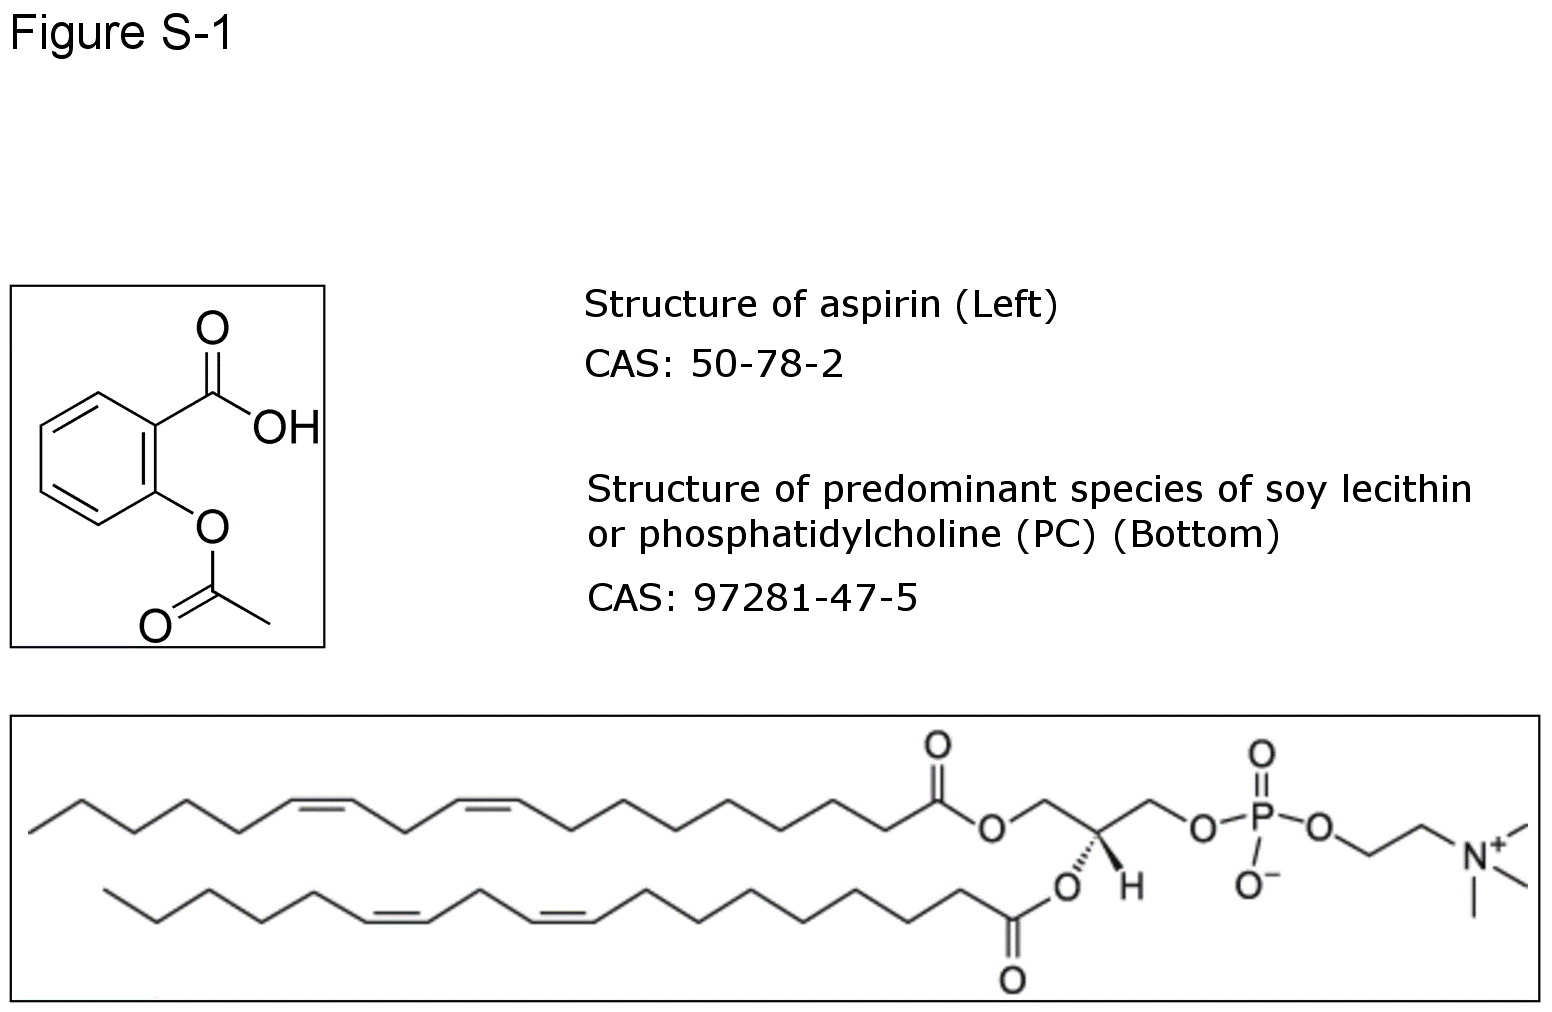 Figure S-1
Structure of aspirin (Left)
CAS: 50-78-2
Structure of predominant species of soy lecithin
or phosphatidylcholine (PC) (Bottom)
CAS: 97281-47-5
O
OH
O
O
O
O
O
P
O
O
O⁻
N⁺
O
H
O